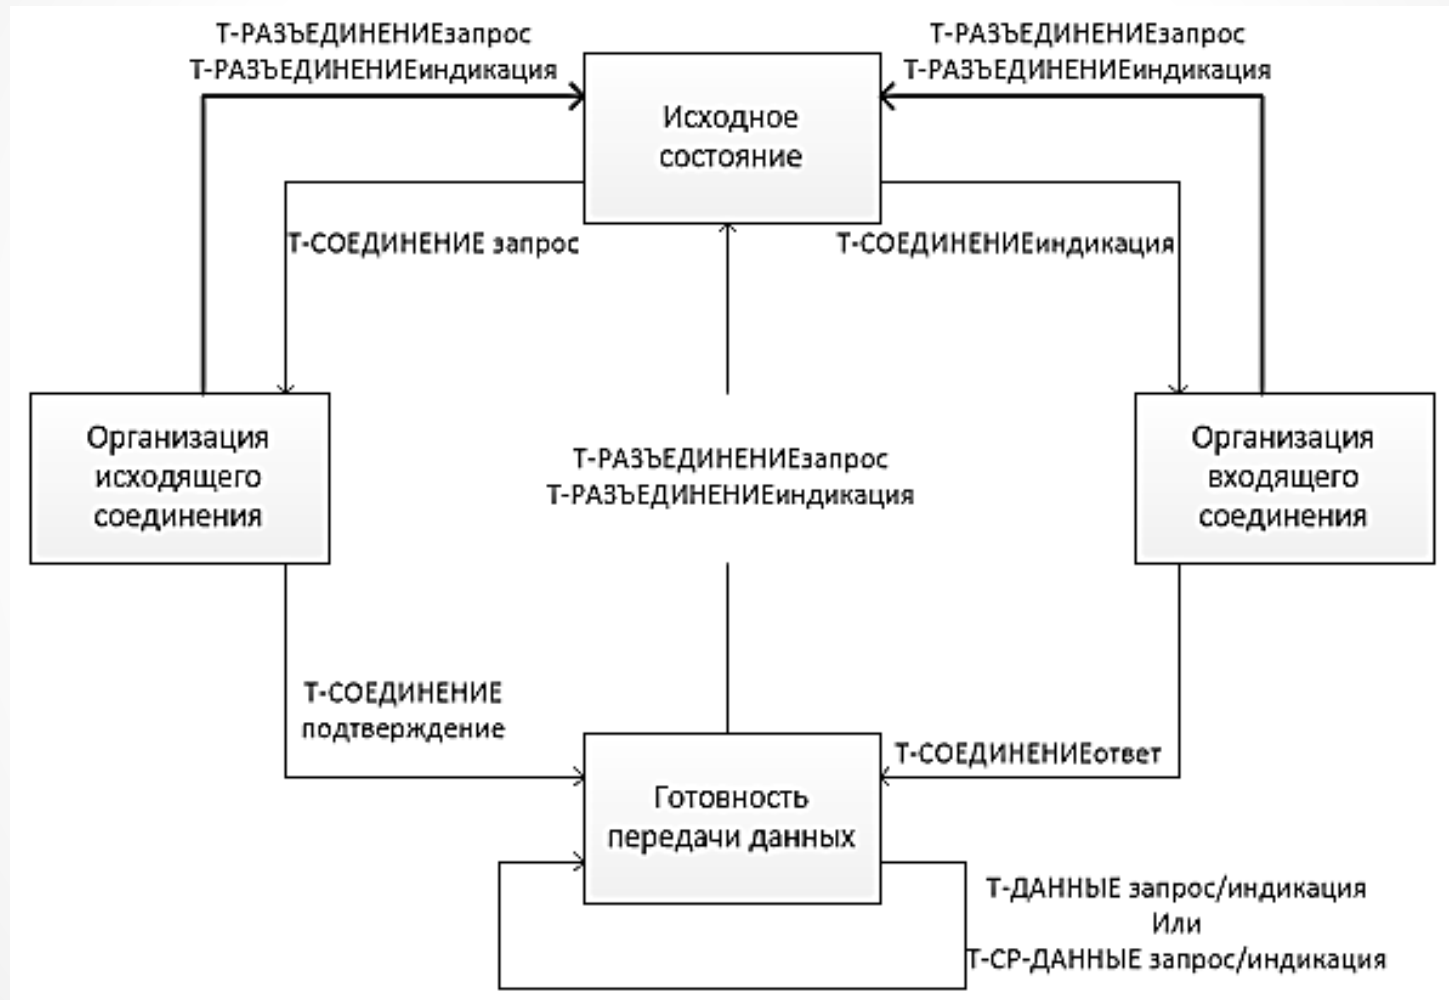 Т-РАЗЪЕДИНЕНИЕзапрос
Т-РАЗЪЕДИНЕНИЕиндикация
Т-РАЗЪЕДИНЕНИЕзапрос
Т-РАЗЪЕДИНЕНИЕиндикация
Исходное
состояние
Т-СОЕДИНЕНИЕ запрос
Т-СОЕДИНЕНИЕиндикация
Организация
исходящего
соединения
Т-РАЗЪЕДИНЕНИЕзапрос
Т-РАЗЪЕДИНЕНИЕиндикация
Организация
входящего
соединения
Т-СОЕДИНЕНИЕ
подтверждение
Т-СОЕДИНЕНИЕответ
Готовность
передачи данных
Т-ДАННЫЕ запрос/индикация
Или
Т-СР-ДАННЫЕ запрос/индикация